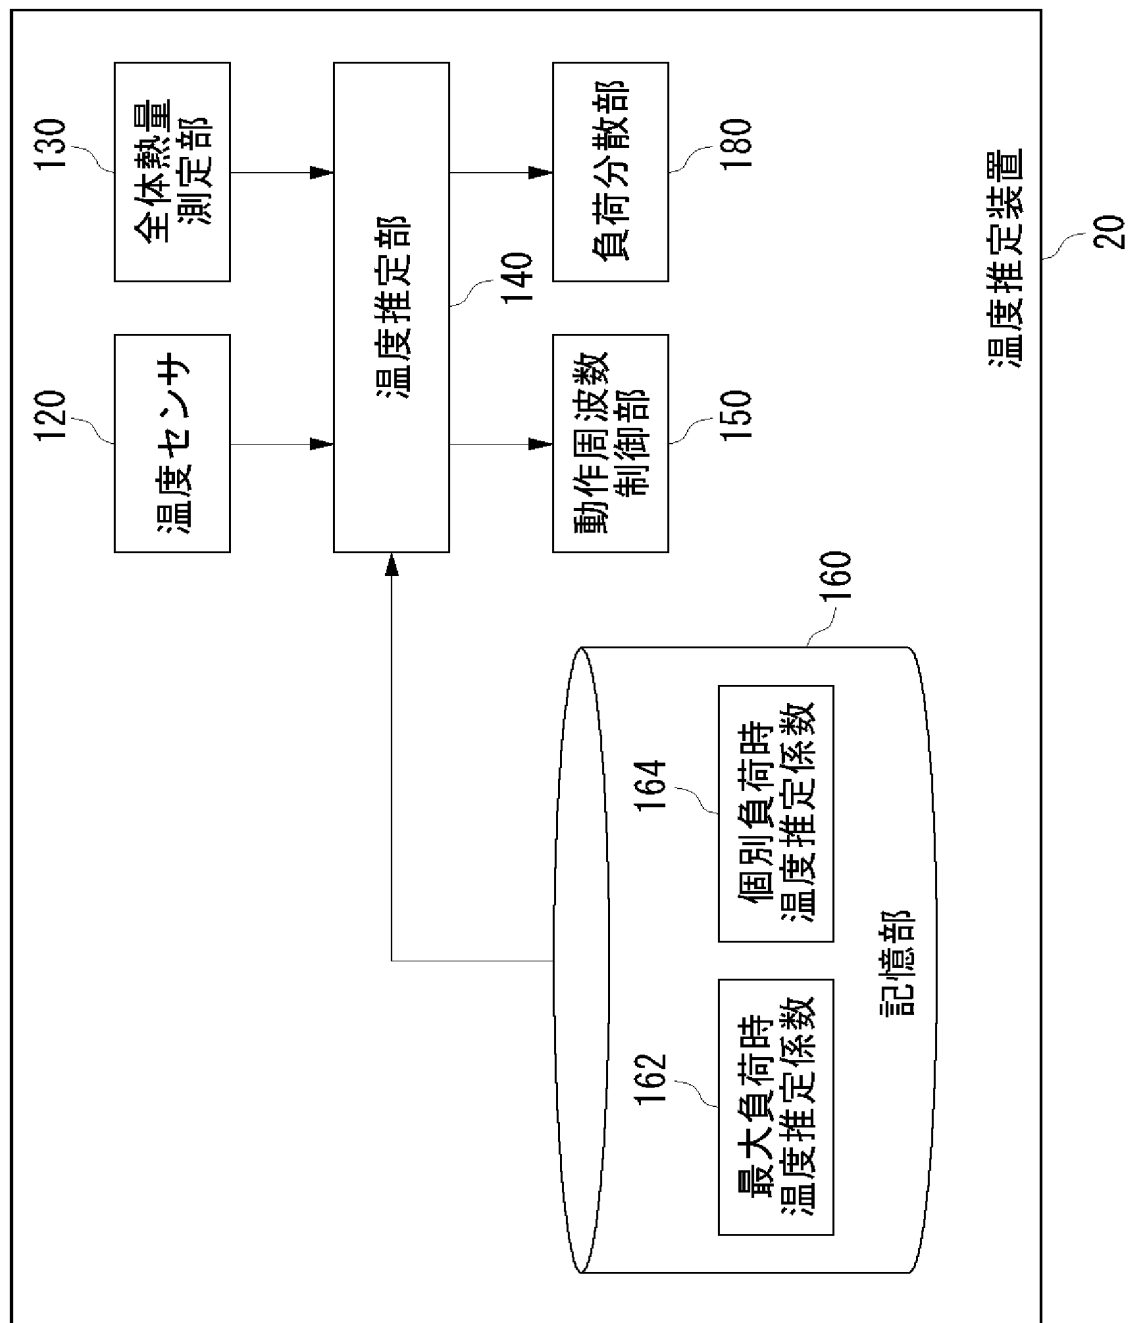 130
全体熱量
測定部
120
温度センサ
温度推定部
140
負荷分散部
180
動作周波数
制御部
150
160
164
個別負荷時
温度推定係数
162
最大負荷時
温度推定係数
記憶部
温度推定装置
20